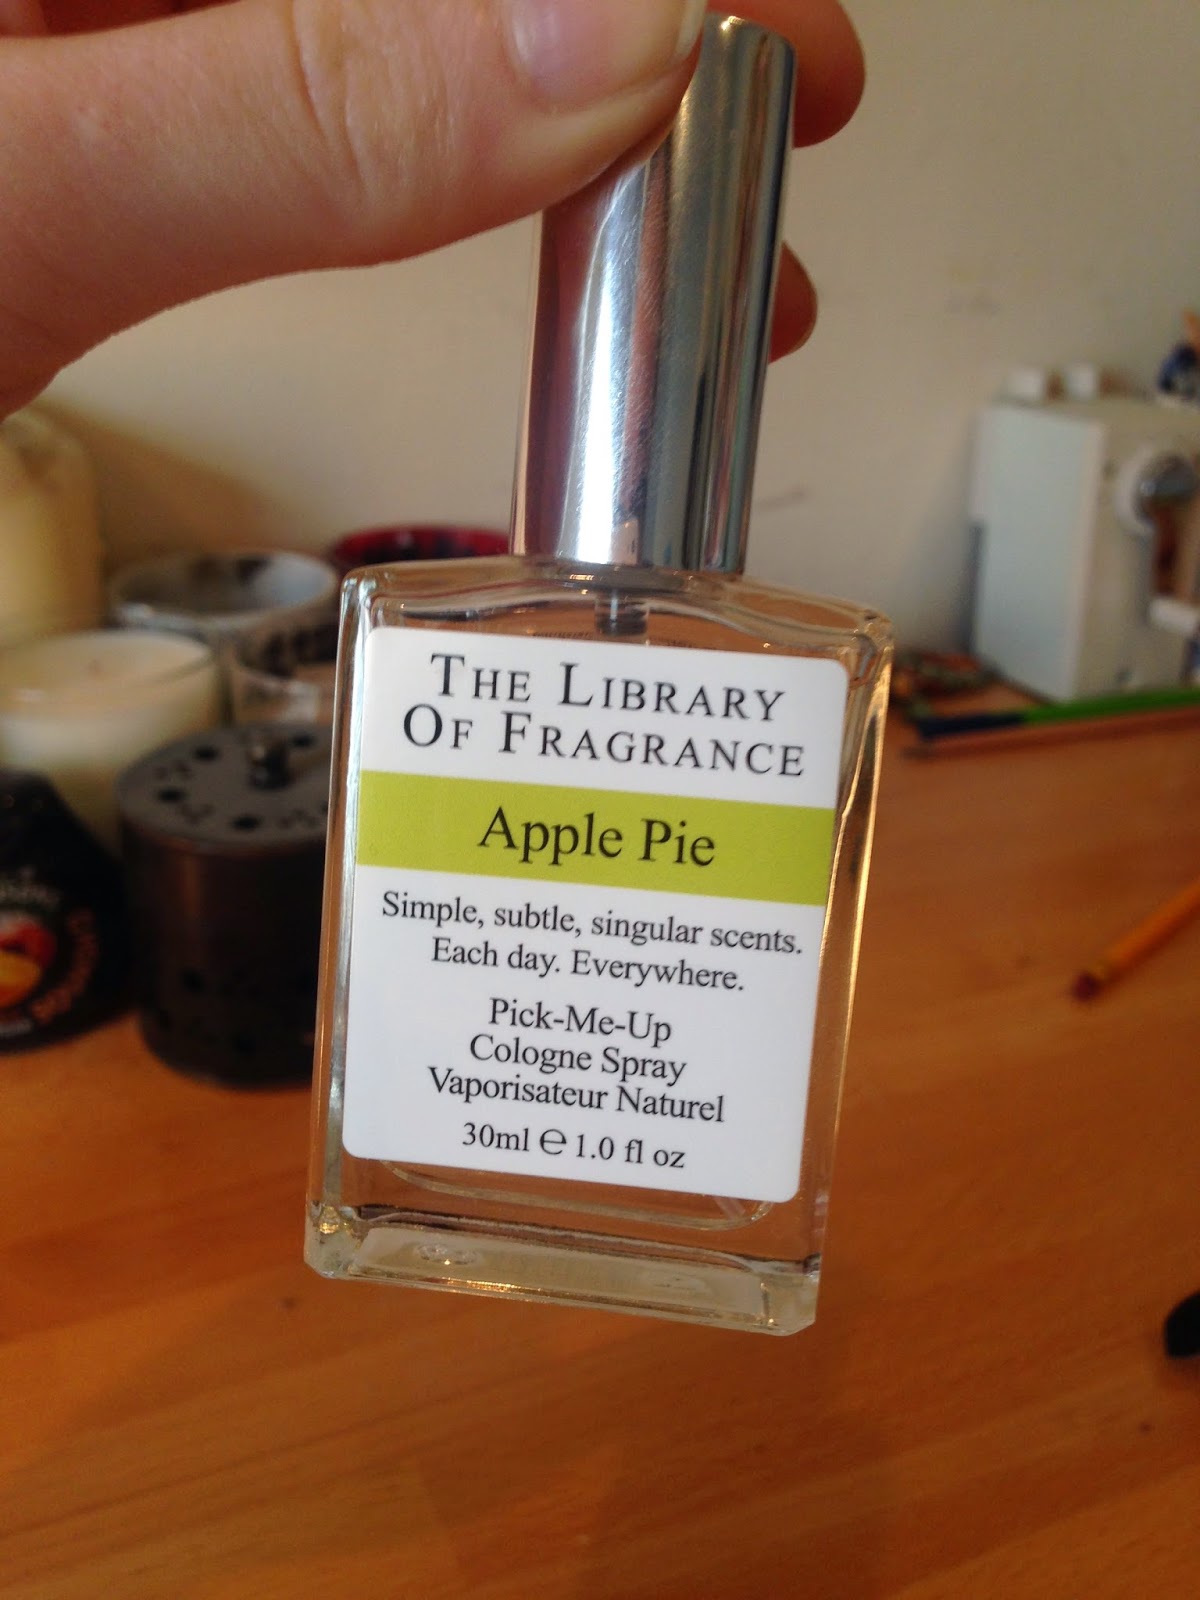 THE LIBRARY
OF FRAGRANCE
Apple Pie
Simple, subtle, singular scents.
Each day. Everywhere.
Pick-Me-Up
Cologne Spray
Vaporisateur Naturel
30ml ℮ 1.0 fl oz